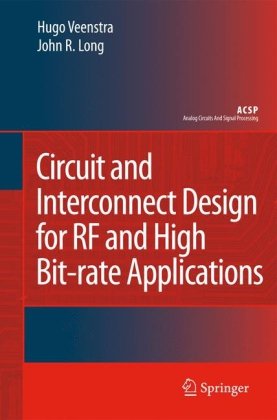 Hugo Veenstra
John R. Long
ACSP
Analog Circuits And Signal Processing
Circuit and
Interconnect Design
for RF and High
Bit-rate Applications
Springer